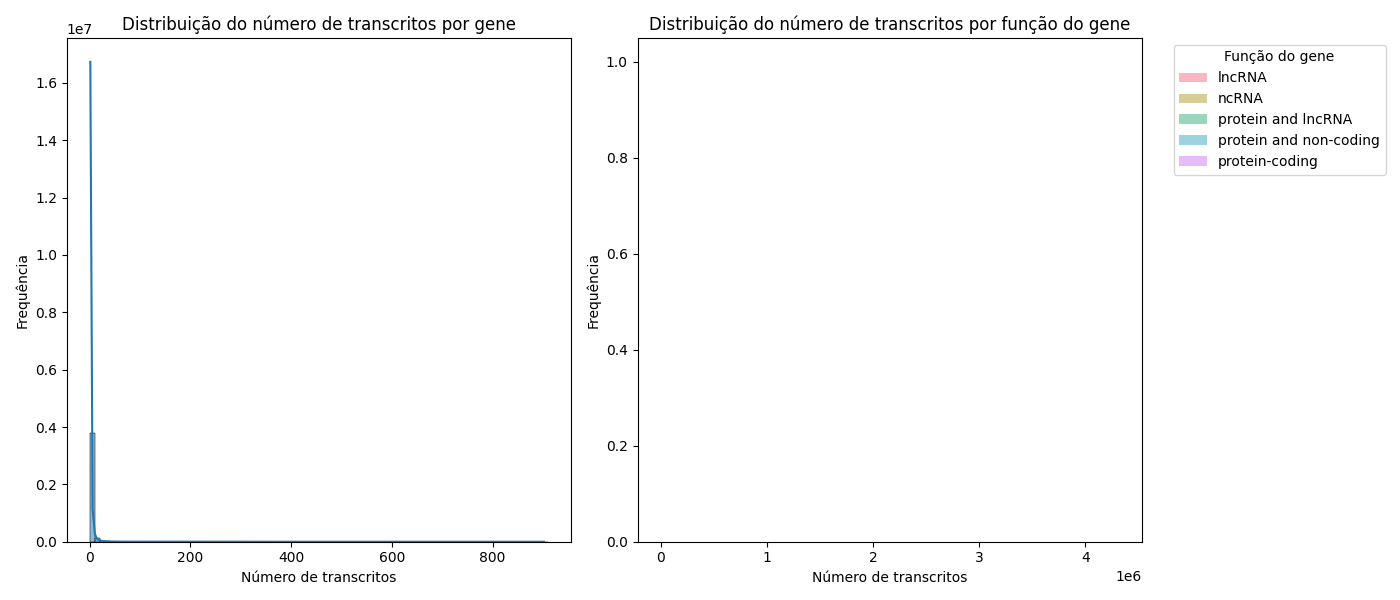 Distribuição do número de transcritos por gene
1e7
1.6
1.4
1.2
1.0
0.8
0.6
0.4
0.2
0.0
Frequência
0 200 400 600 800
Número de transcritos
Distribuição do número de transcritos por função do gene
1.0
0.8
0.6
0.4
0.2
0.0
Frequência
0 1 2 3 4
1e6
Número de transcritos
Função do gene
lncRNA
ncRNA
protein and lncRNA
protein and non-coding
protein-coding